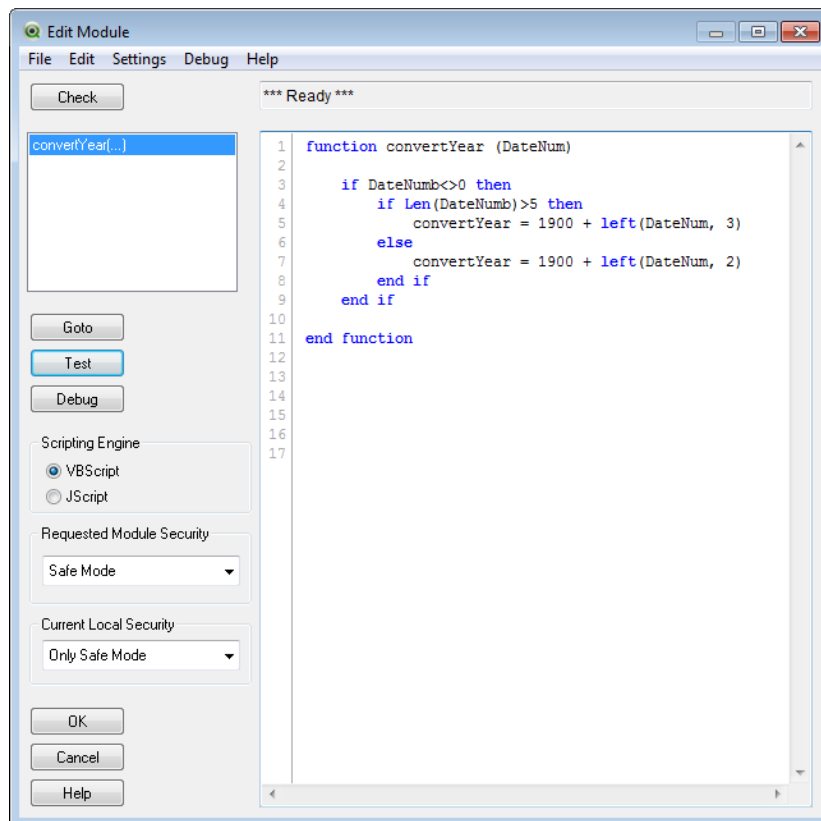 Edit Module
File Edit Settings Debug Help
Check
*** Ready ***
convertYear(...)
1 function convertYear (DateNum)
2
3 if DateNumb<>0 then
4 if Len(DateNumb)>5 then
5 convertYear = 1900 + left(DateNum, 3)
6 else
7 convertYear = 1900 + left(DateNum, 2)
8 end if
9 end if
10
11 end function
12
13
14
15
16
17
Goto
Test
Debug
Scripting Engine
VBScript
JScript
Requested Module Security
Safe Mode
Current Local Security
Only Safe Mode
OK
Cancel
Help